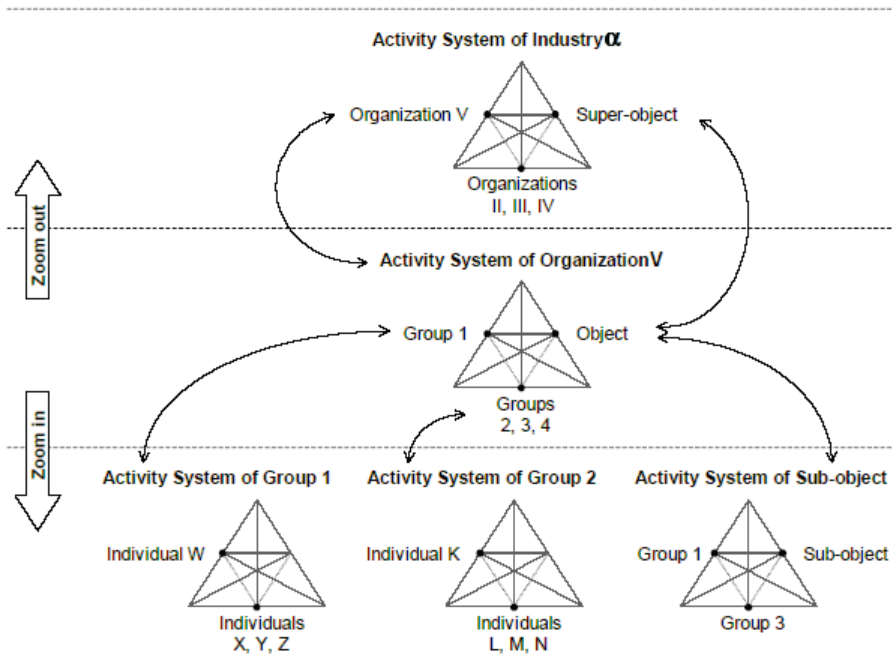 Activity System of Industry α
Organization V
Super-object
Organizations
II, III, IV
Zoom out
Activity System of Organization V
Group 1
Object
Groups
2, 3, 4
Zoom in
Activity System of Group 1
Individual W
Individuals
X, Y, Z
Activity System of Group 2
Individual K
Individuals
L, M, N
Activity System of Sub-object
Group 1
Sub-object
Group 3